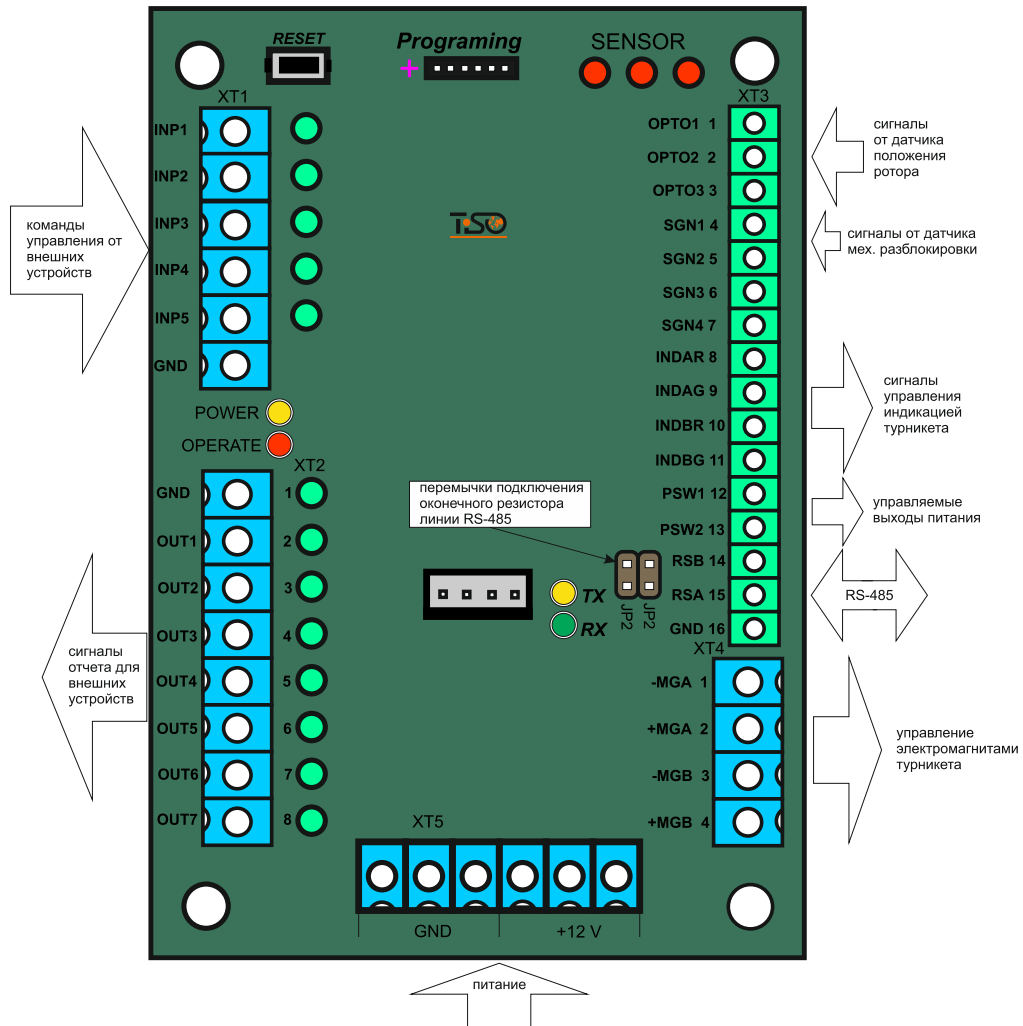 RESET
Programing
+
SENSOR
XT1
INP1
INP2
INP3
INP4
INP5
GND
команды
управления от
внешних
устройств
POWER
OPERATE
XT2
GND 1
OUT1 2
OUT2 3
OUT3 4
OUT4 5
OUT5 6
OUT6 7
OUT7 8
сигналы
отчета для
внешних
устройств
TiSO
перемычки подключения
оконечного резистора
линии RS-485
TX
RX
JP2
JP2
XT3
OPTO1 1
OPTO2 2
OPTO3 3
SGN1 4
SGN2 5
SGN3 6
SGN4 7
INDAR 8
INDAG 9
INDBR 10
INDBG 11
PSW1 12
PSW2 13
RSB 14
RSA 15
GND 16
сигналы
от датчика
положения
ротора
сигналы от датчика
мех. разблокировки
сигналы
управления
индикацией
турникета
управляемые
выходы питания
RS-485
XT4
-MGA 1
+MGA 2
-MGB 3
+MGB 4
управление
электромагнитами
турникета
XT5
GND
+12 V
питание